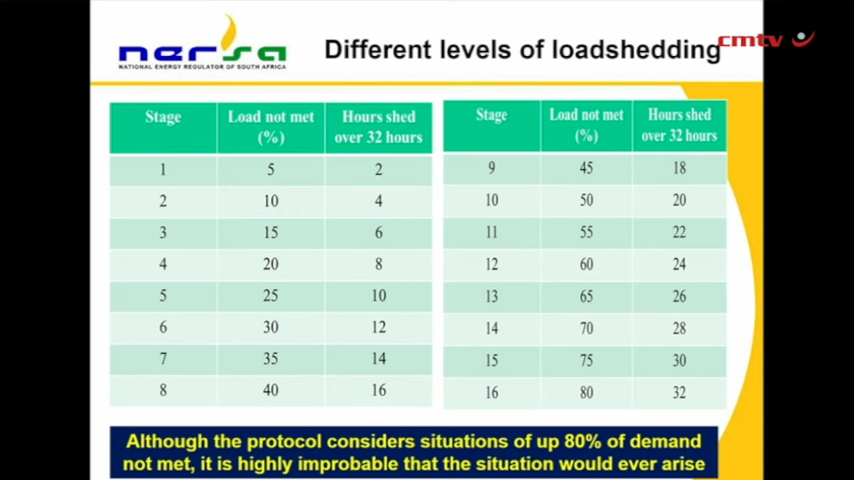 nersa
NATIONAL ENERGY REGULATOR OF SOUTH AFRICA
Different levels of loadshedding
cmtv
Stage Load not met (%) Hours shed over 32 hours
1 5 2
2 10 4
3 15 6
4 20 8
5 25 10
6 30 12
7 35 14
8 40 16
Stage Load not met (%) Hours shed over 32 hours
9 45 18
10 50 20
11 55 22
12 60 24
13 65 26
14 70 28
15 75 30
16 80 32
Although the protocol considers situations of up 80% of demand
not met, it is highly improbable that the situation would ever arise